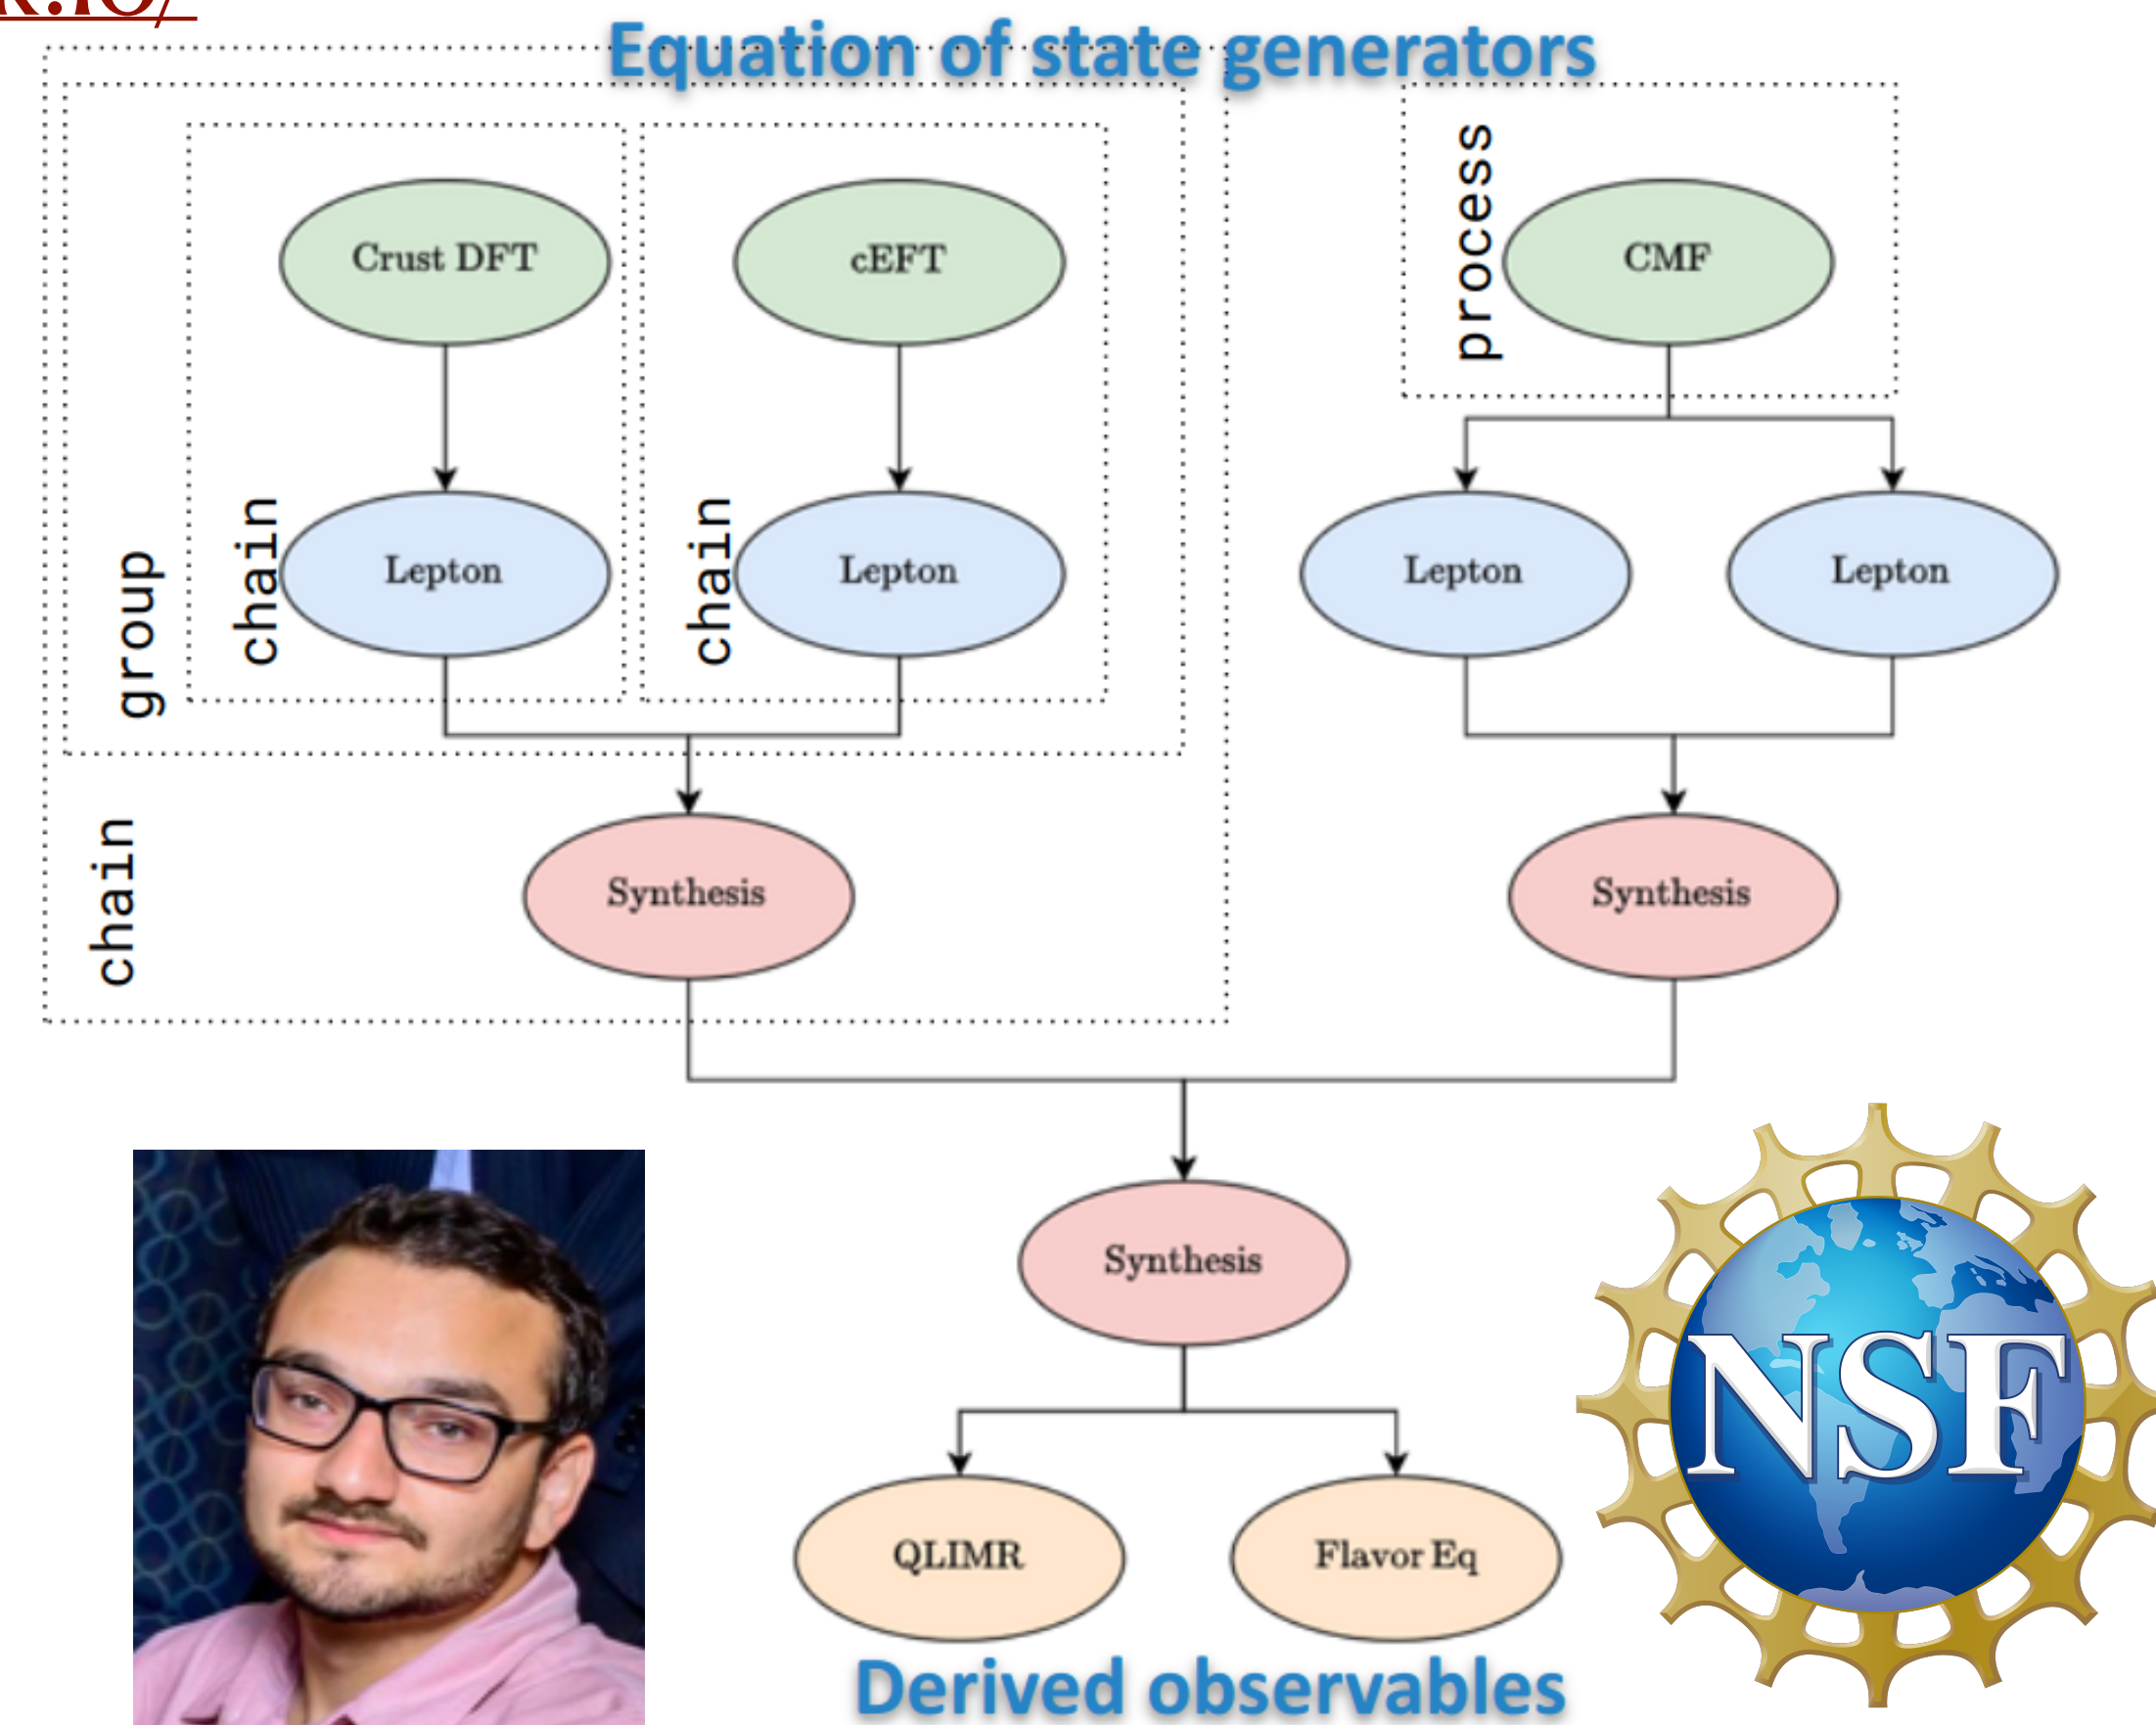 Equation of state generators
process
Crust DFT
cEFT
CMF
chain
chain
group
Lepton
Lepton
Lepton
Lepton
chain
Synthesis
Synthesis
Synthesis
QLIMR
Flavor Eq
NSF
Derived observables